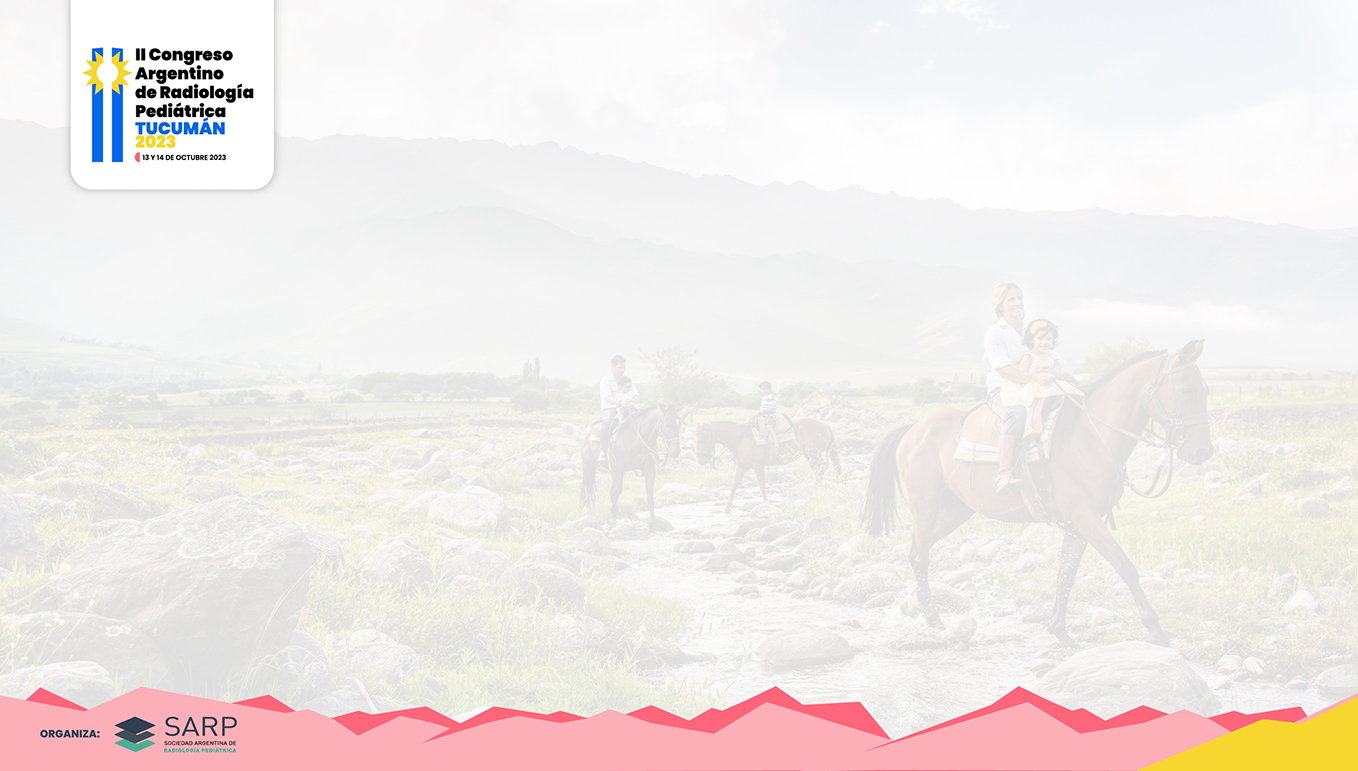 II Congreso
Argentino
de Radiología
Pediátrica
TUCUMÁN
2023
13 Y 14 DE OCTUBRE 2023
ORGANIZA:
SARP
SOCIEDAD ARGENTINA DE
RADIOLOGÍA PEDIÁTRICA